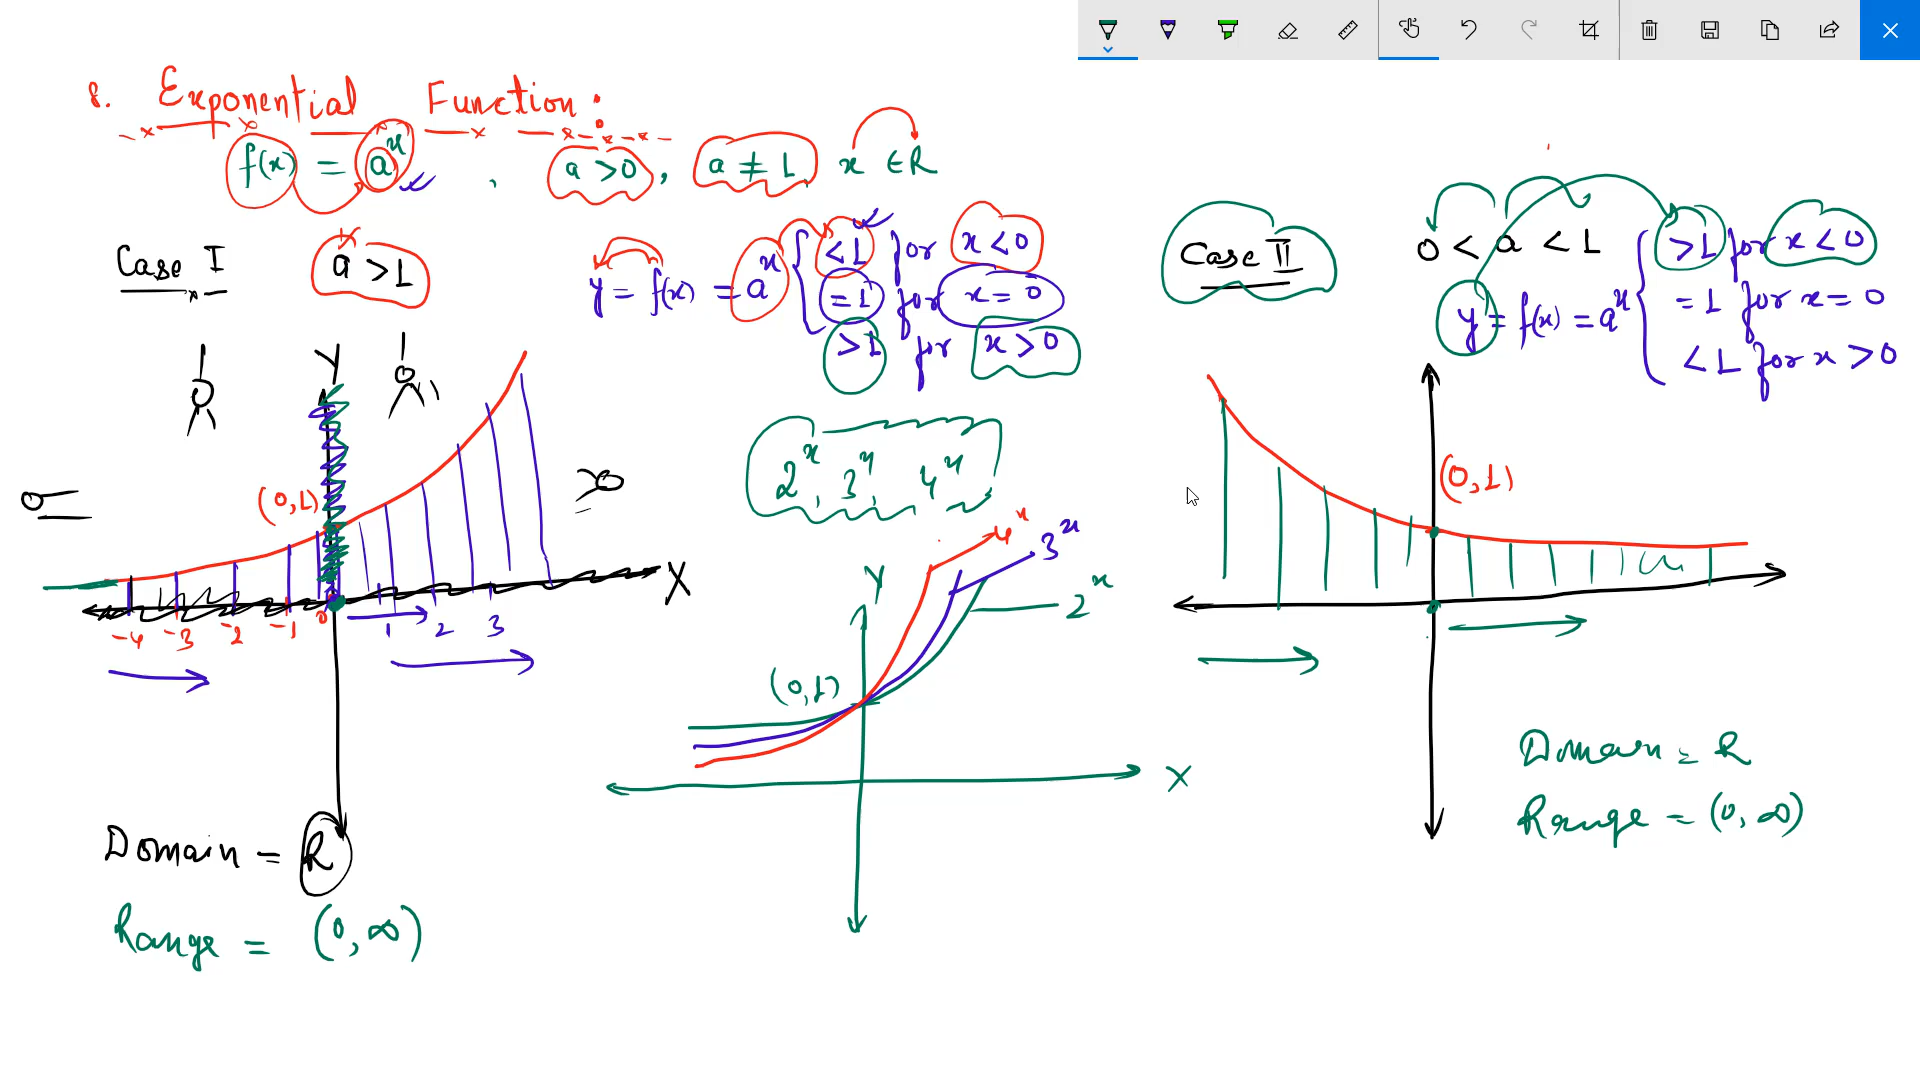 8. Exponential Function:
f(x) = a^x , a > 0, a ≠ 1, x ∈ R
Case I a > 1
y = f(x) = a^x { < 1 for x < 0
= 1 for x = 0
> 1 for x > 0
Y
(0,1)
X
-4 -3 -2 -1 0 1 2 3
Domain = R
Range = (0, ∞)
2^x, 3^x, 4^x
4^x
3^x
2^x
Y
(0,1)
X
Case II 0 < a < 1
y = f(x) = a^x { > 1 for x < 0
= 1 for x = 0
< 1 for x > 0
(0,1)
Domain = R
Range = (0, ∞)